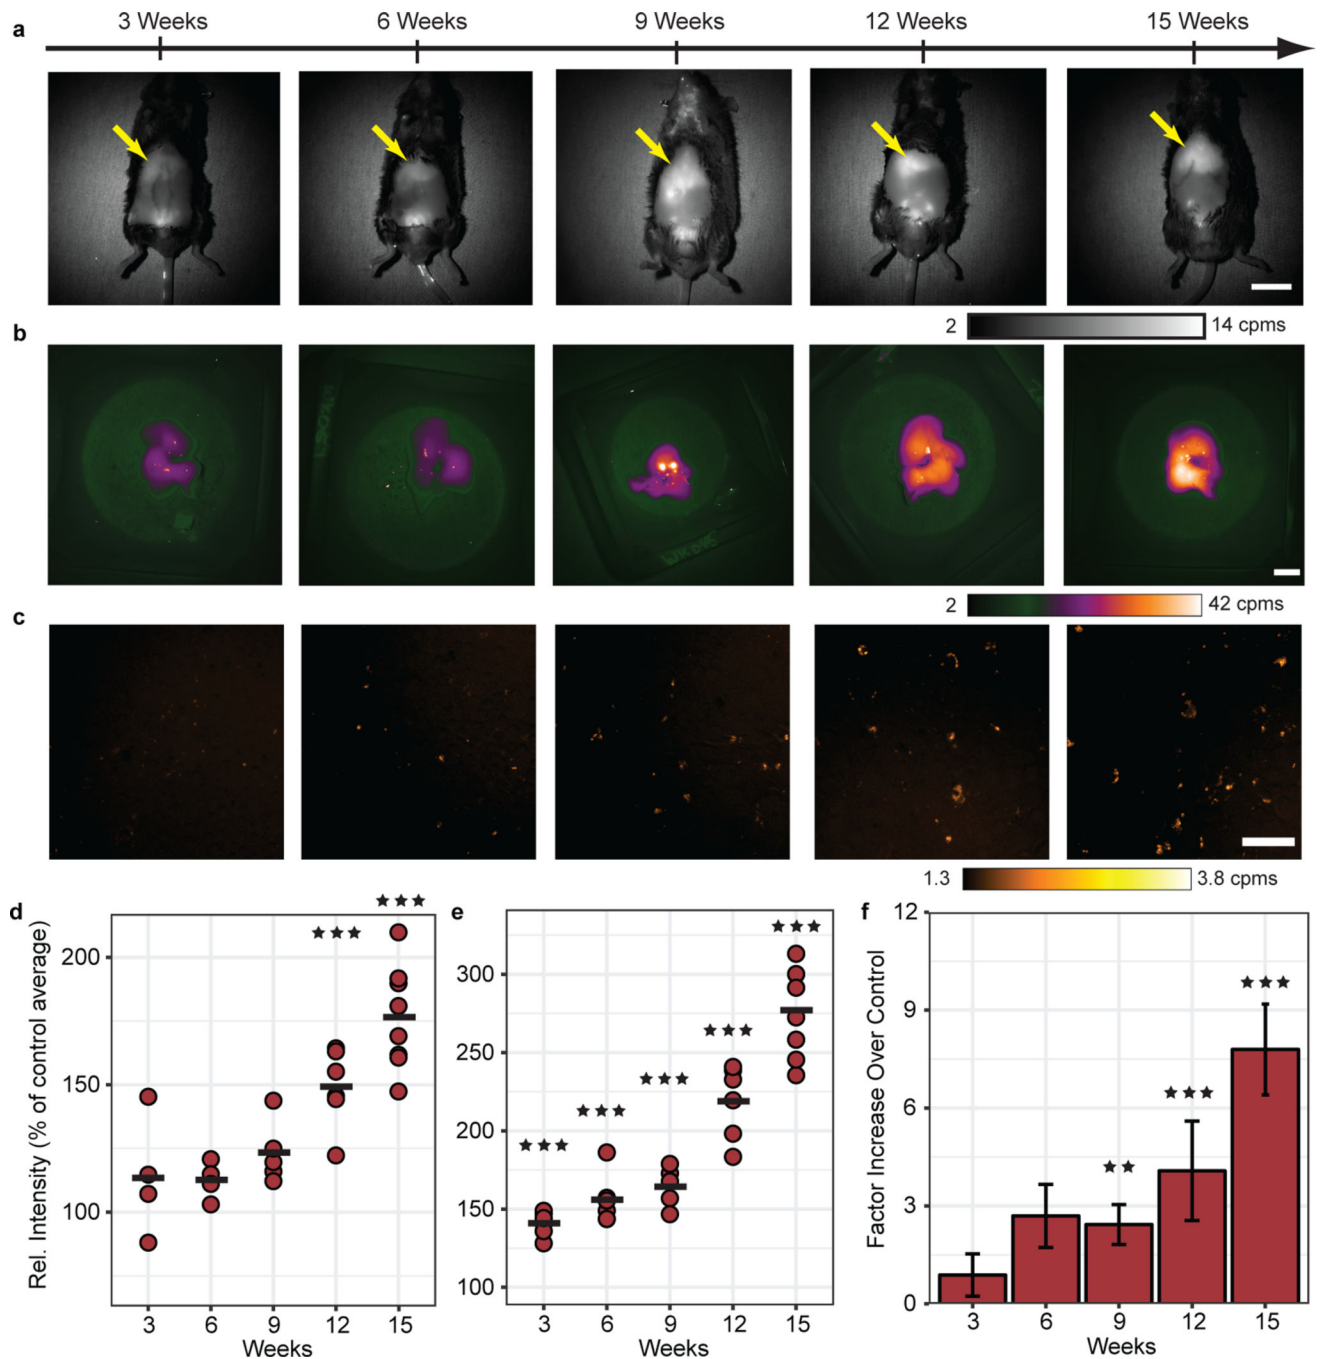 a
3 Weeks 6 Weeks 9 Weeks 12 Weeks 15 Weeks
2 14 cpms
b
2 42 cpms
c
1.3 3.8 cpms
d
e
f
Rel. Intensity (% of control average)
200
150
100
3 6 9 12 15
Weeks
300
250
200
150
100
3 6 9 12 15
Weeks
Factor Increase Over Control
12
9
6
3
0
3 6 9 12 15
Weeks